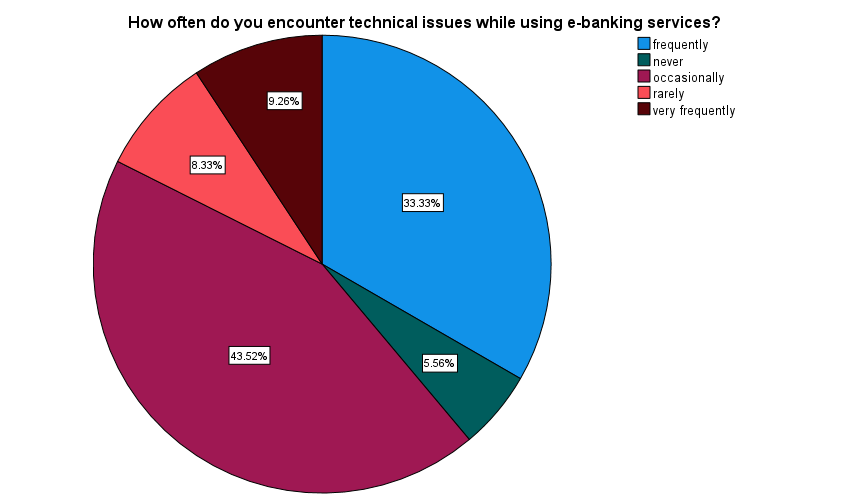 How often do you encounter technical issues while using e-banking services?
frequently
never
occasionally
rarely
very frequently
9.26%
8.33%
33.33%
43.52%
5.56%